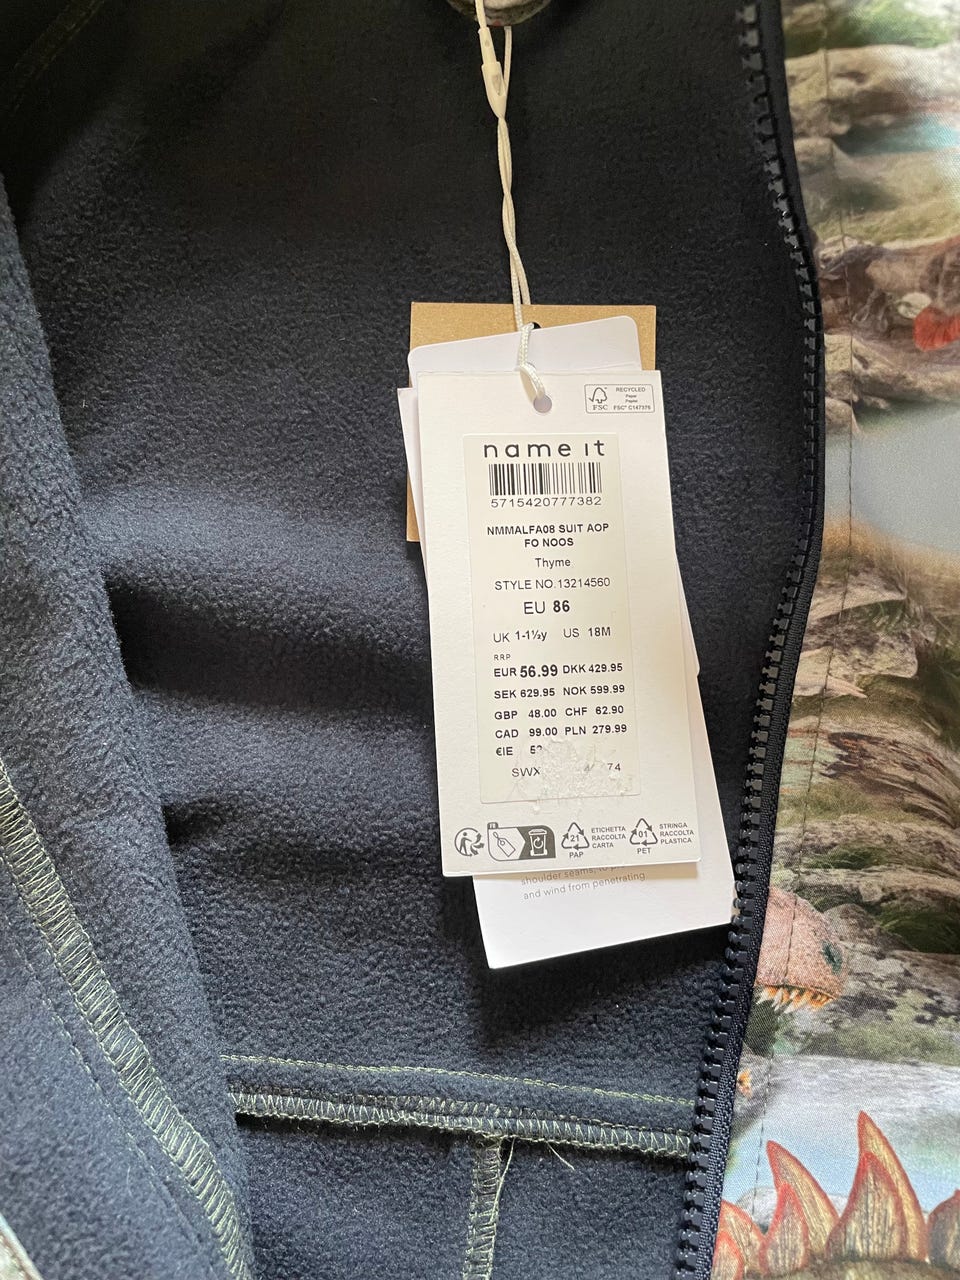 RECYCLED
Paper
Papier
FSC
FSC® C147376
name it
5715420777382
NMMALFA08 SUIT AOP
FO NOOS
Thyme
STYLE NO.13214560
EU 86
UK 1-1½y US 18M
RRP
EUR 56.99 DKK 429.95
SEK 629.95 NOK 599.99
GBP 48.00 CHF 62.90
CAD 99.00 PLN 279.99
€IE
SWX 74
FR
21
PAP
ETICHETTA
RACCOLTA
CARTA
01
PET
STRINGA
RACCOLTA
PLASTICA
shoulder seams, to
and wind from penetrating.